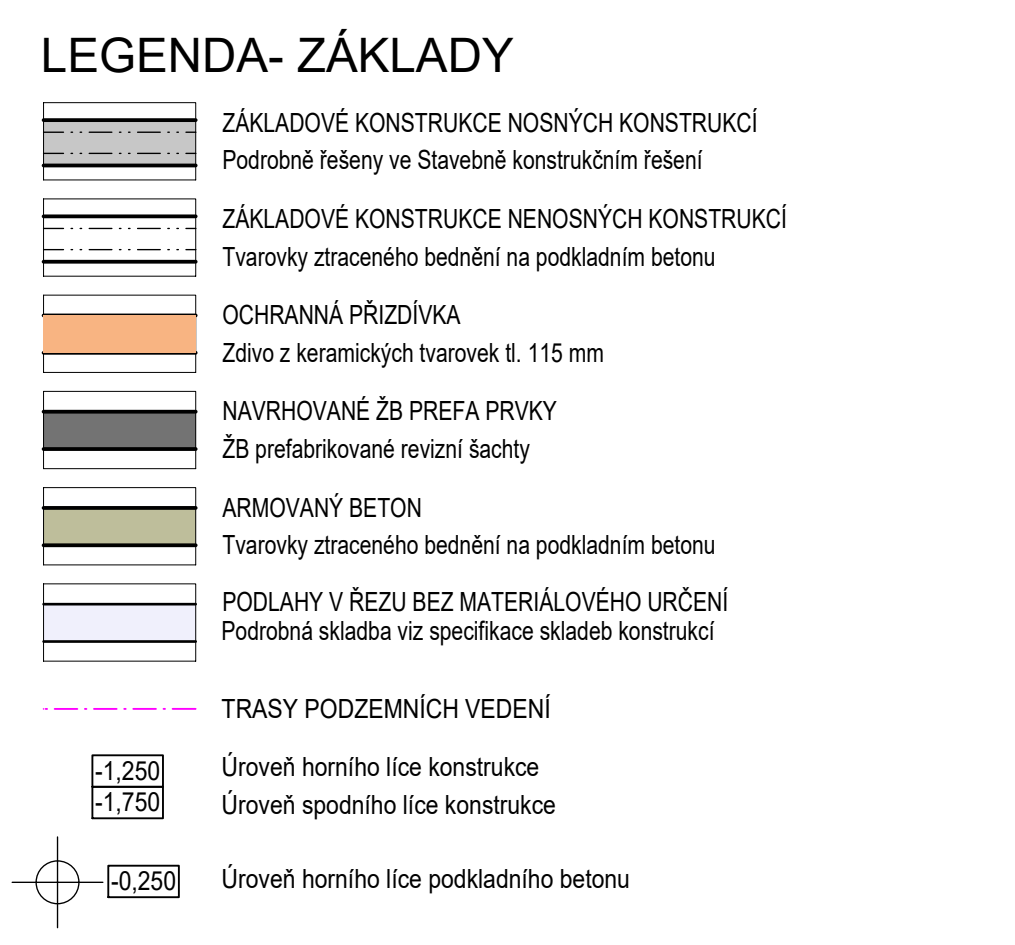 LEGENDA- ZÁKLADY
ZÁKLADOVÉ KONSTRUKCE NOSNÝCH KONSTRUKCÍ
Podrobně řešeny ve Stavebně konstrukčním řešení
ZÁKLADOVÉ KONSTRUKCE NENOSNÝCH KONSTRUKCÍ
Tvarovky ztraceného bednění na podkladním betonu
OCHRANNÁ PŘIZDÍVKA
Zdivo z keramických tvarovek tl. 115 mm
NAVRHOVANÉ ŽB PREFA PRVKY
ŽB prefabrikované revizní šachty
ARMOVANÝ BETON
Tvarovky ztraceného bednění na podkladním betonu
PODLAHY V ŘEZU BEZ MATERIÁLOVÉHO URČENÍ
Podrobná skladba viz specifikace skladeb konstrukcí
TRASY PODZEMNÍCH VEDENÍ
-1,250 Úroveň horního líce konstrukce
-1,750 Úroveň spodního líce konstrukce
-0,250 Úroveň horního líce podkladního betonu